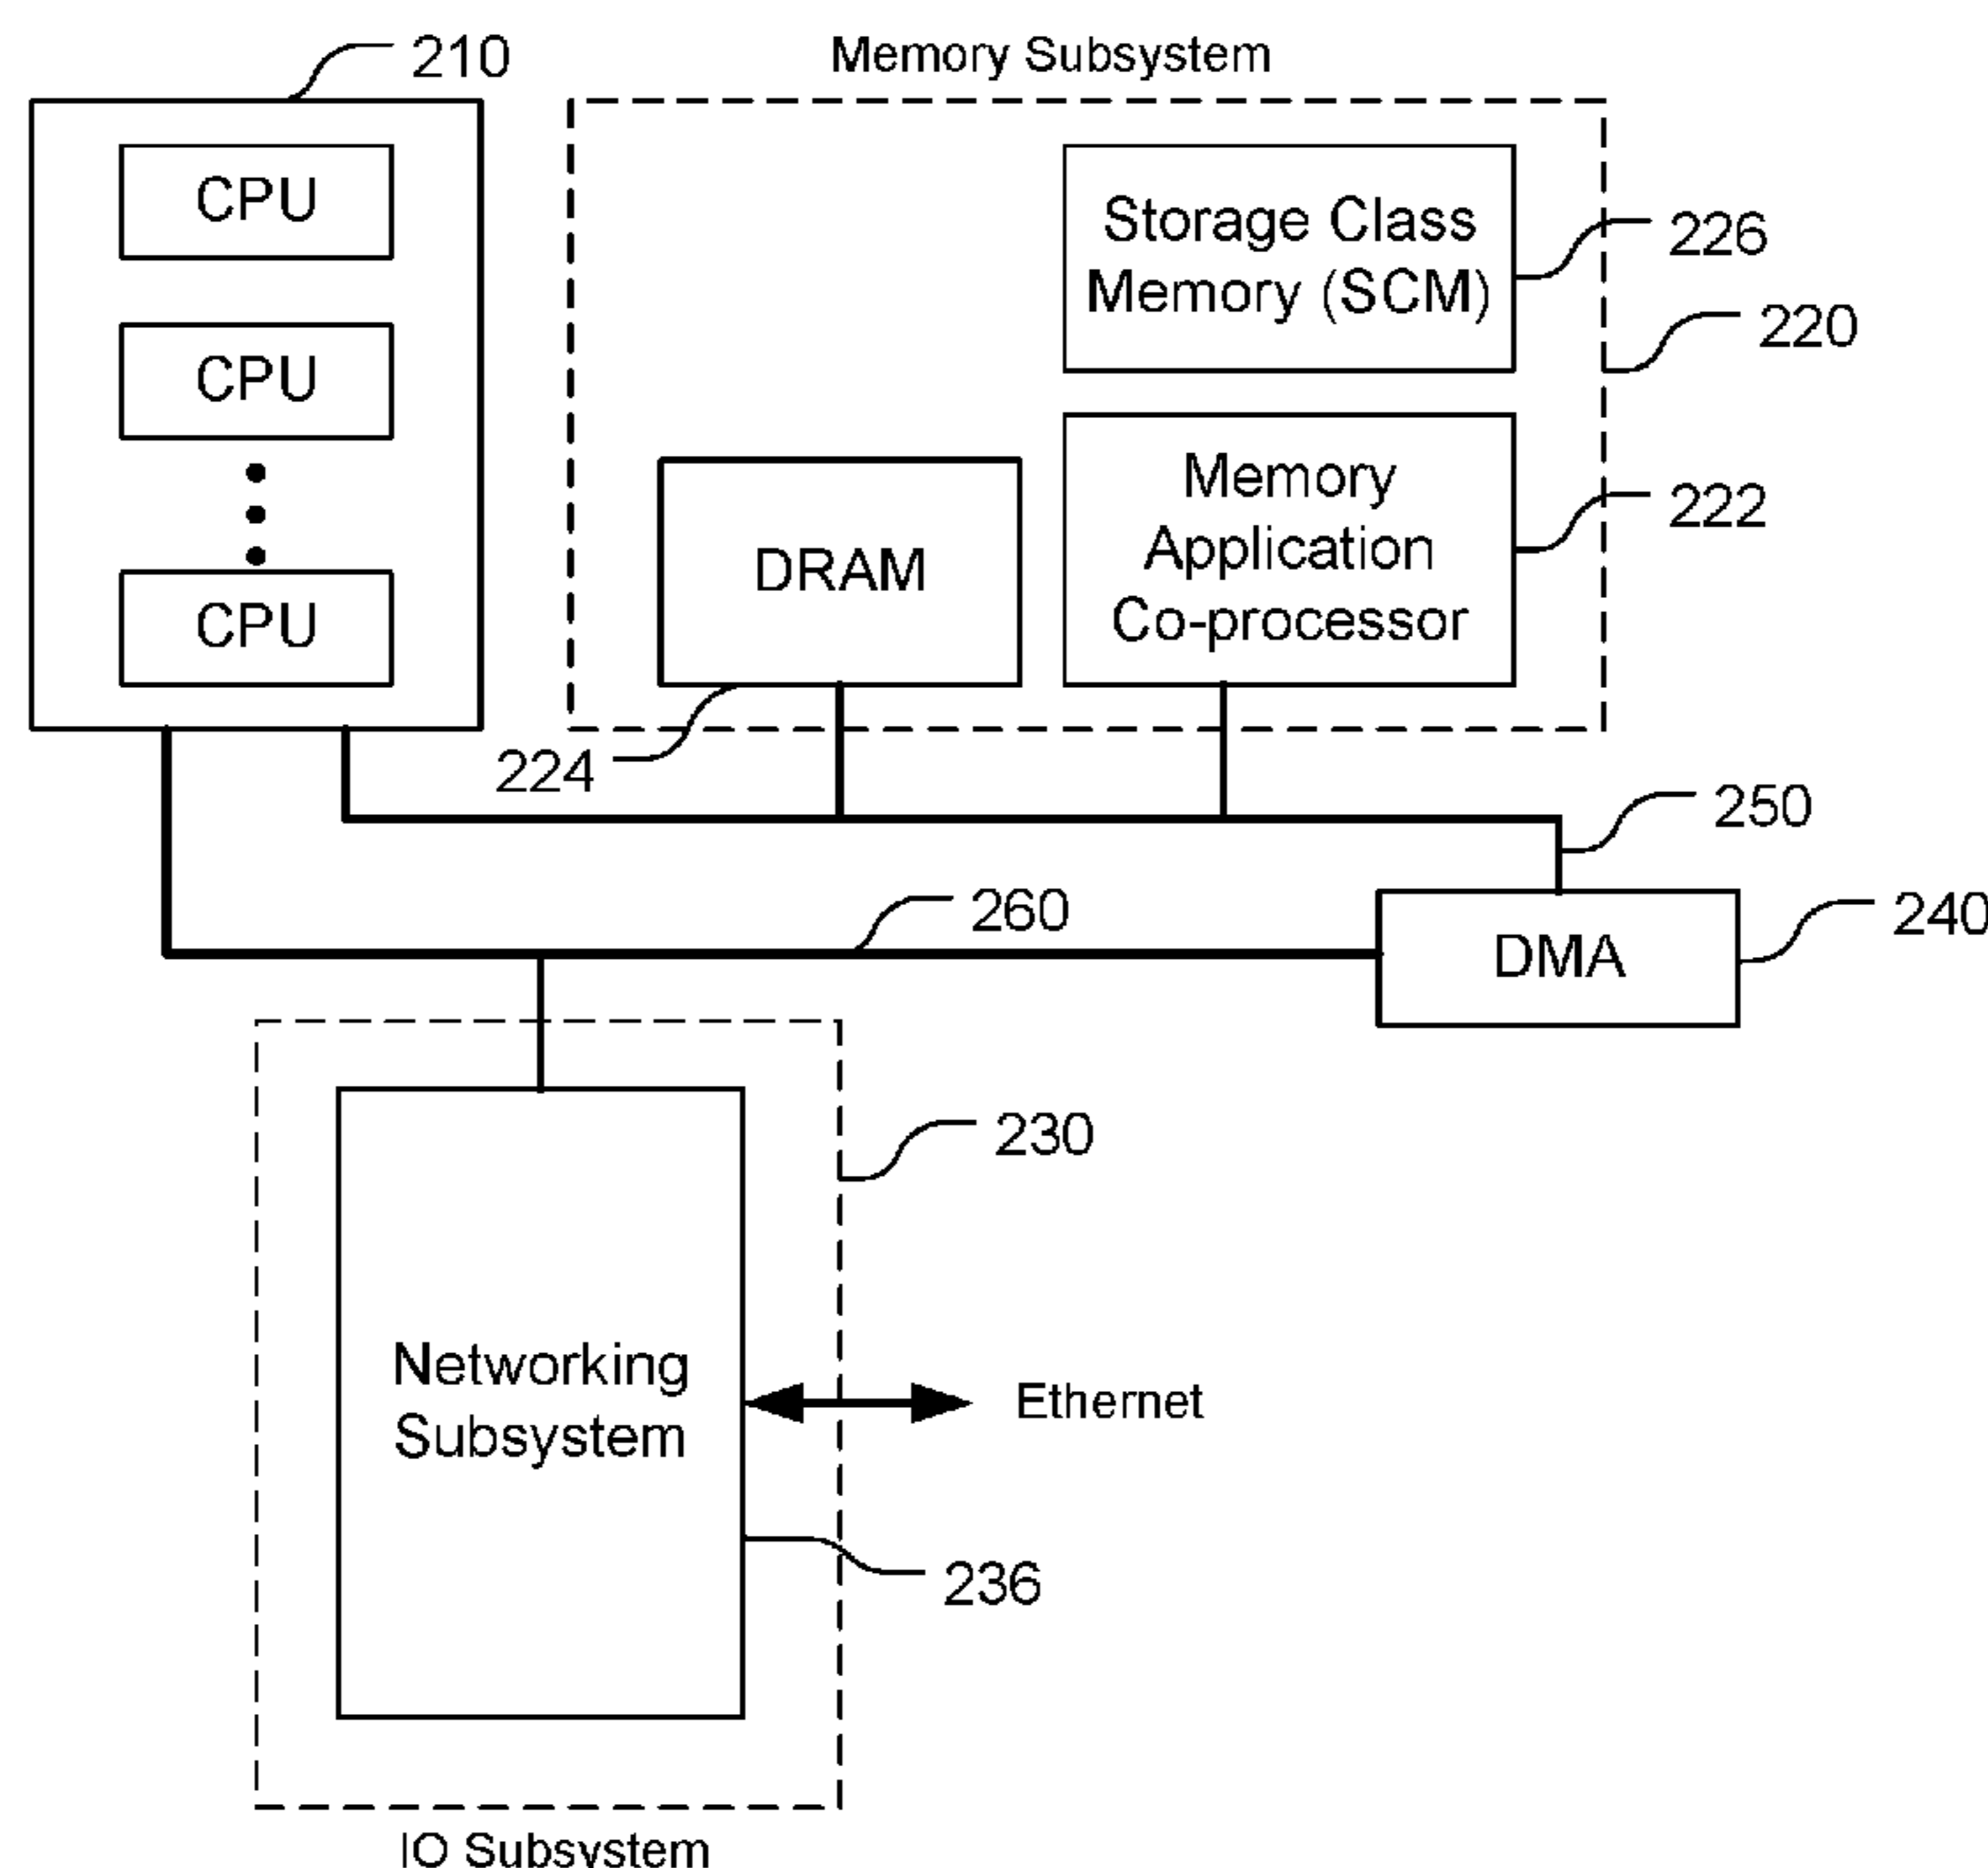 210
Memory Subsystem
CPU
CPU
CPU
Storage Class
Memory (SCM)
226
220
DRAM
Memory
Application
Co-processor
222
224
250
260
DMA
240
230
Networking
Subsystem
Ethernet
236
IO Subsystem